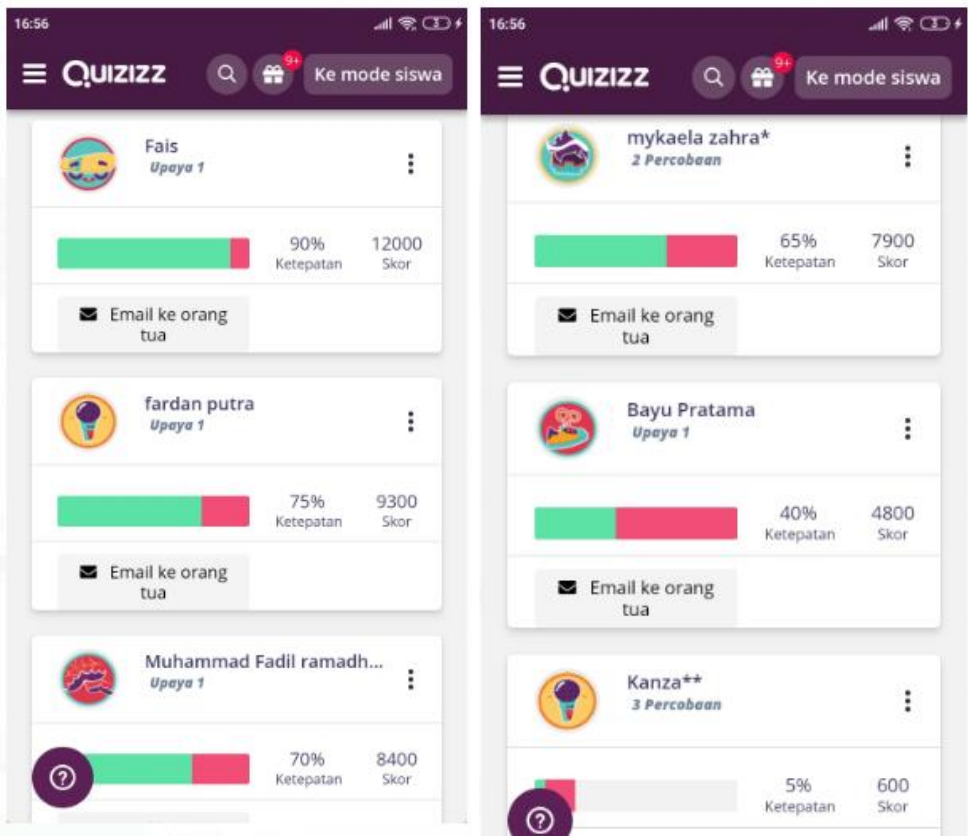 16:56
QUIZIZZ
9+
Ke mode siswa
Fais
Upaya 1
90%
12000
Ketepatan
Skor
Email ke orang
tua
fardan putra
Upaya 1
75%
9300
Ketepatan
Skor
Email ke orang
tua
Muhammad Fadil ramadh...
Upaya 1
70%
8400
Ketepatan
Skor
16:56
QUIZIZZ
9+
Ke mode siswa
mykaela zahra*
2 Percobaan
65%
7900
Ketepatan
Skor
Email ke orang
tua
Bayu Pratama
Upaya 1
40%
4800
Ketepatan
Skor
Email ke orang
tua
Kanza**
3 Percobaan
5%
600
Ketepatan
Skor